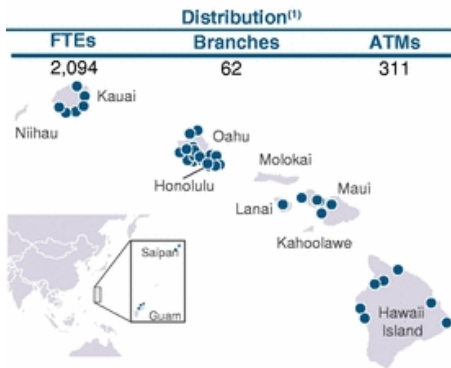 Distribution(1)
FTEs Branches ATMs
2,094 62 311
Kauai
Niihau
Oahu
Molokai
Honolulu
Maui
Lanai
Kahoolawe
Saipan
Guam
Hawaii
Island